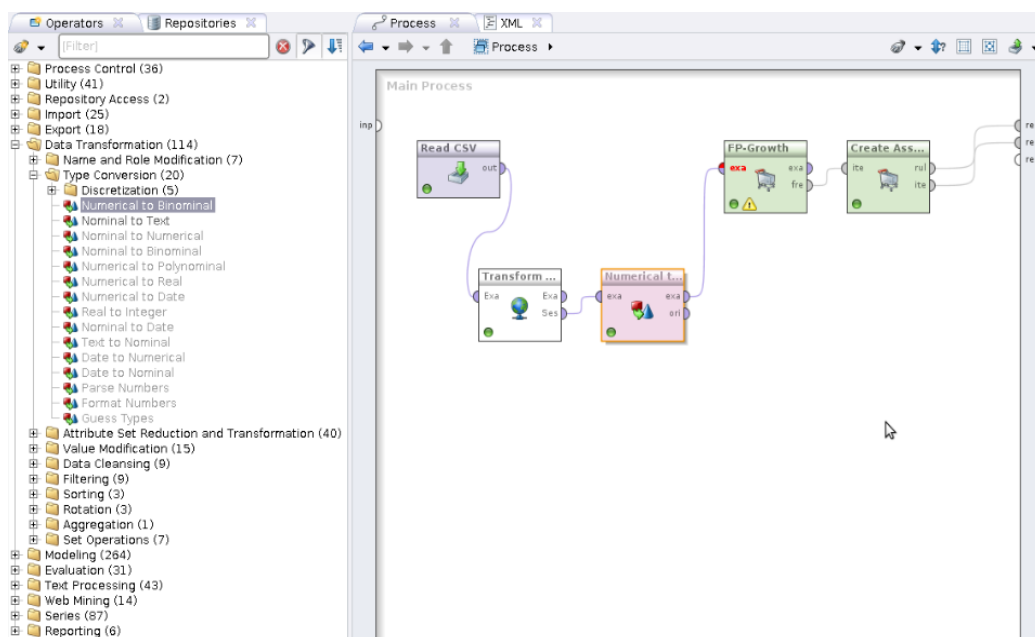 Operators
Repositories
[Filter]
Process Control (36)
Utility (41)
Repository Access (2)
Import (25)
Export (18)
Data Transformation (114)
Name and Role Modification (7)
Type Conversion (20)
Discretization (5)
Numerical to Binominal
Nominal to Text
Nominal to Numerical
Nominal to Binominal
Numerical to Polynominal
Numerical to Real
Numerical to Date
Real to Integer
Nominal to Date
Text to Nominal
Date to Numerical
Date to Nominal
Parse Numbers
Format Numbers
Guess Types
Attribute Set Reduction and Transformation (40)
Value Modification (15)
Data Cleansing (9)
Filtering (9)
Sorting (3)
Rotation (3)
Aggregation (1)
Set Operations (7)
Modeling (264)
Evaluation (31)
Text Processing (43)
Web Mining (14)
Series (87)
Reporting (6)
Process
XML
Process
Main Process
inp
Read CSV
out
Transform ...
Exa Exa
Ses
Numerical t...
exa exa
ori
FP-Growth
exa exa
fre
Create Ass...
ite rul
ite
re
re
re